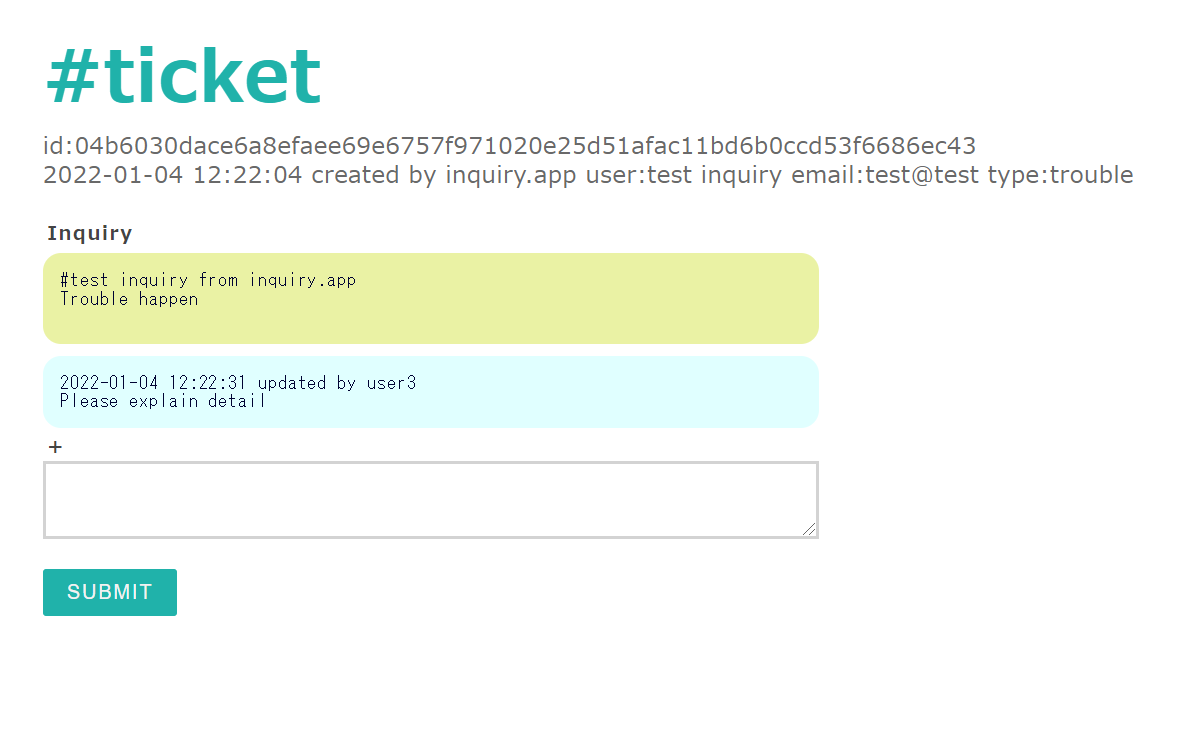 #ticket
id:04b6030dace6a8efaee69e6757f971020e25d51afac11bd6b0ccd53f6686ec43
2022-01-04 12:22:04 created by inquiry.app user:test inquiry email:test@test type:trouble
Inquiry
#test inquiry from inquiry.app
Trouble happen
2022-01-04 12:22:31 updated by user3
Please explain detail
+
SUBMIT